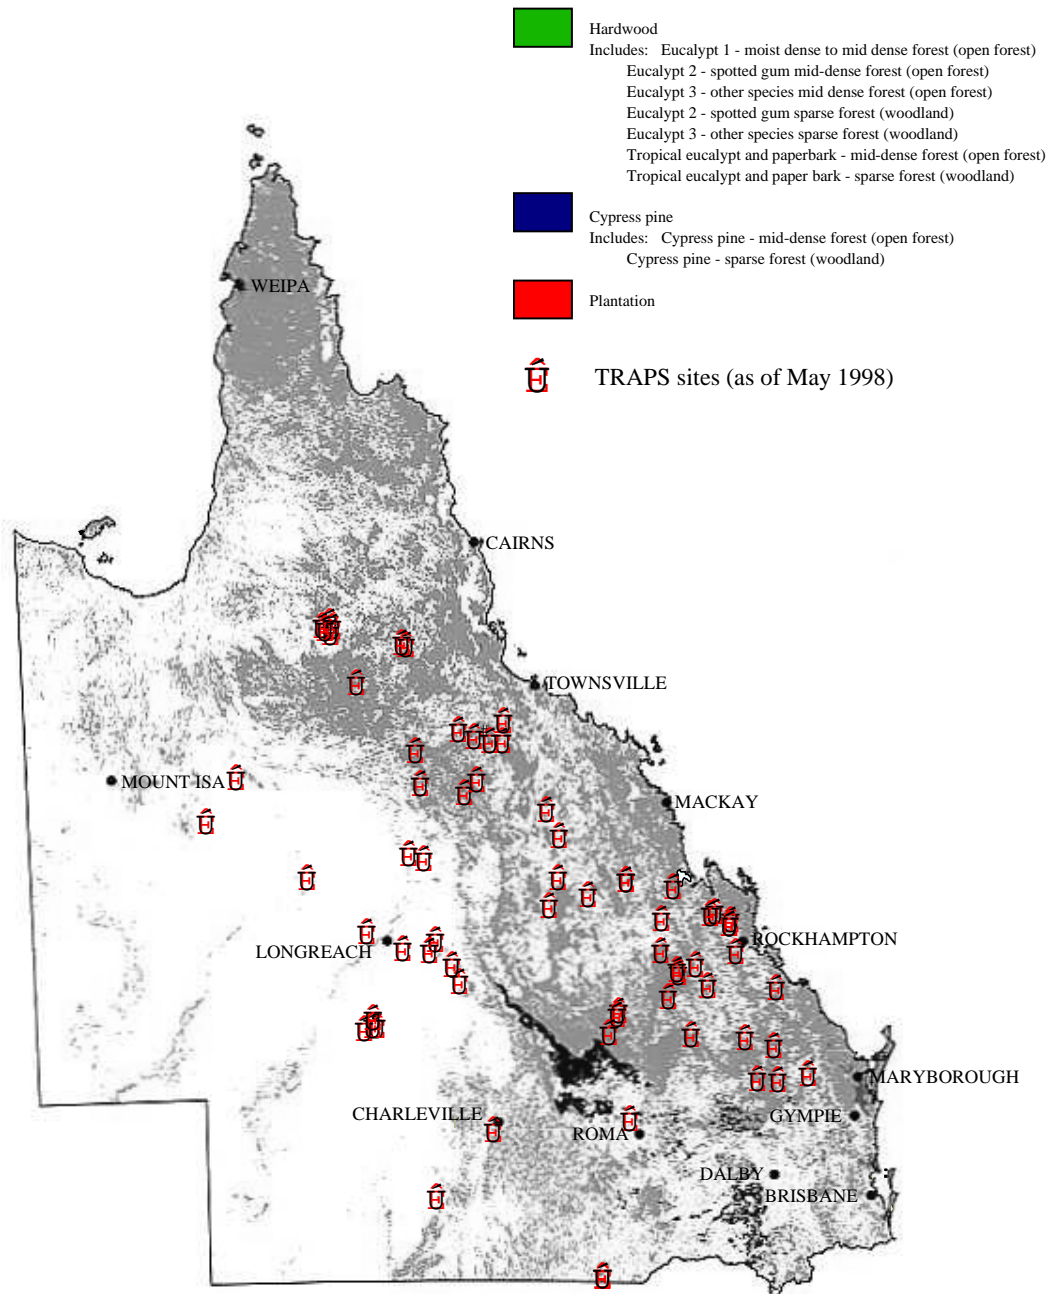 Hardwood
Includes: Eucalypt 1 - moist dense to mid dense forest (open forest)
Eucalypt 2 - spotted gum mid-dense forest (open forest)
Eucalypt 3 - other species mid dense forest (open forest)
Eucalypt 2 - spotted gum sparse forest (woodland)
Eucalypt 3 - other species sparse forest (woodland)
Tropical eucalypt and paperbark - mid-dense forest (open forest)
Tropical eucalypt and paper bark - sparse forest (woodland)
Cypress pine
Includes: Cypress pine - mid-dense forest (open forest)
Cypress pine - sparse forest (woodland)
Plantation
TRAPS sites (as of May 1998)
WEIPA
CAIRNS
TOWNSVILLE
MOUNT ISA
MACKAY
LONGREACH
ROCKHAMPTON
MARYBOROUGH
CHARLEVILLE
GYMPIE
ROMA
DALBY
BRISBANE